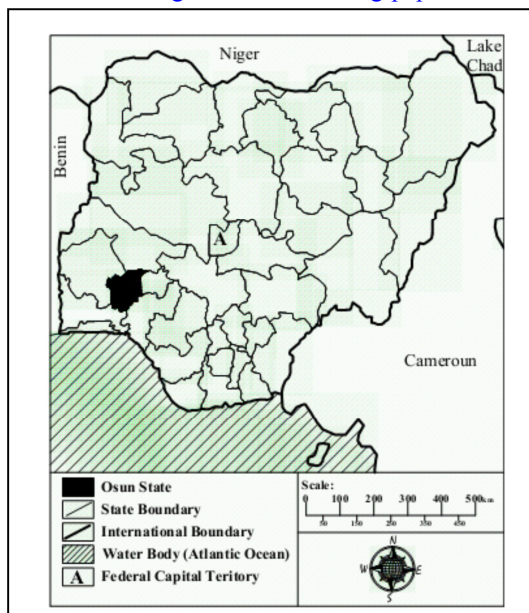 Niger
Lake
Chad
Benin
A
Cameroun
Osun State
State Boundary
International Boundary
Water Body (Atlantic Ocean)
A Federal Capital Teritory
Scale:
0 100 200 300 400 500km
50 150 250 350 450
N
W E
S